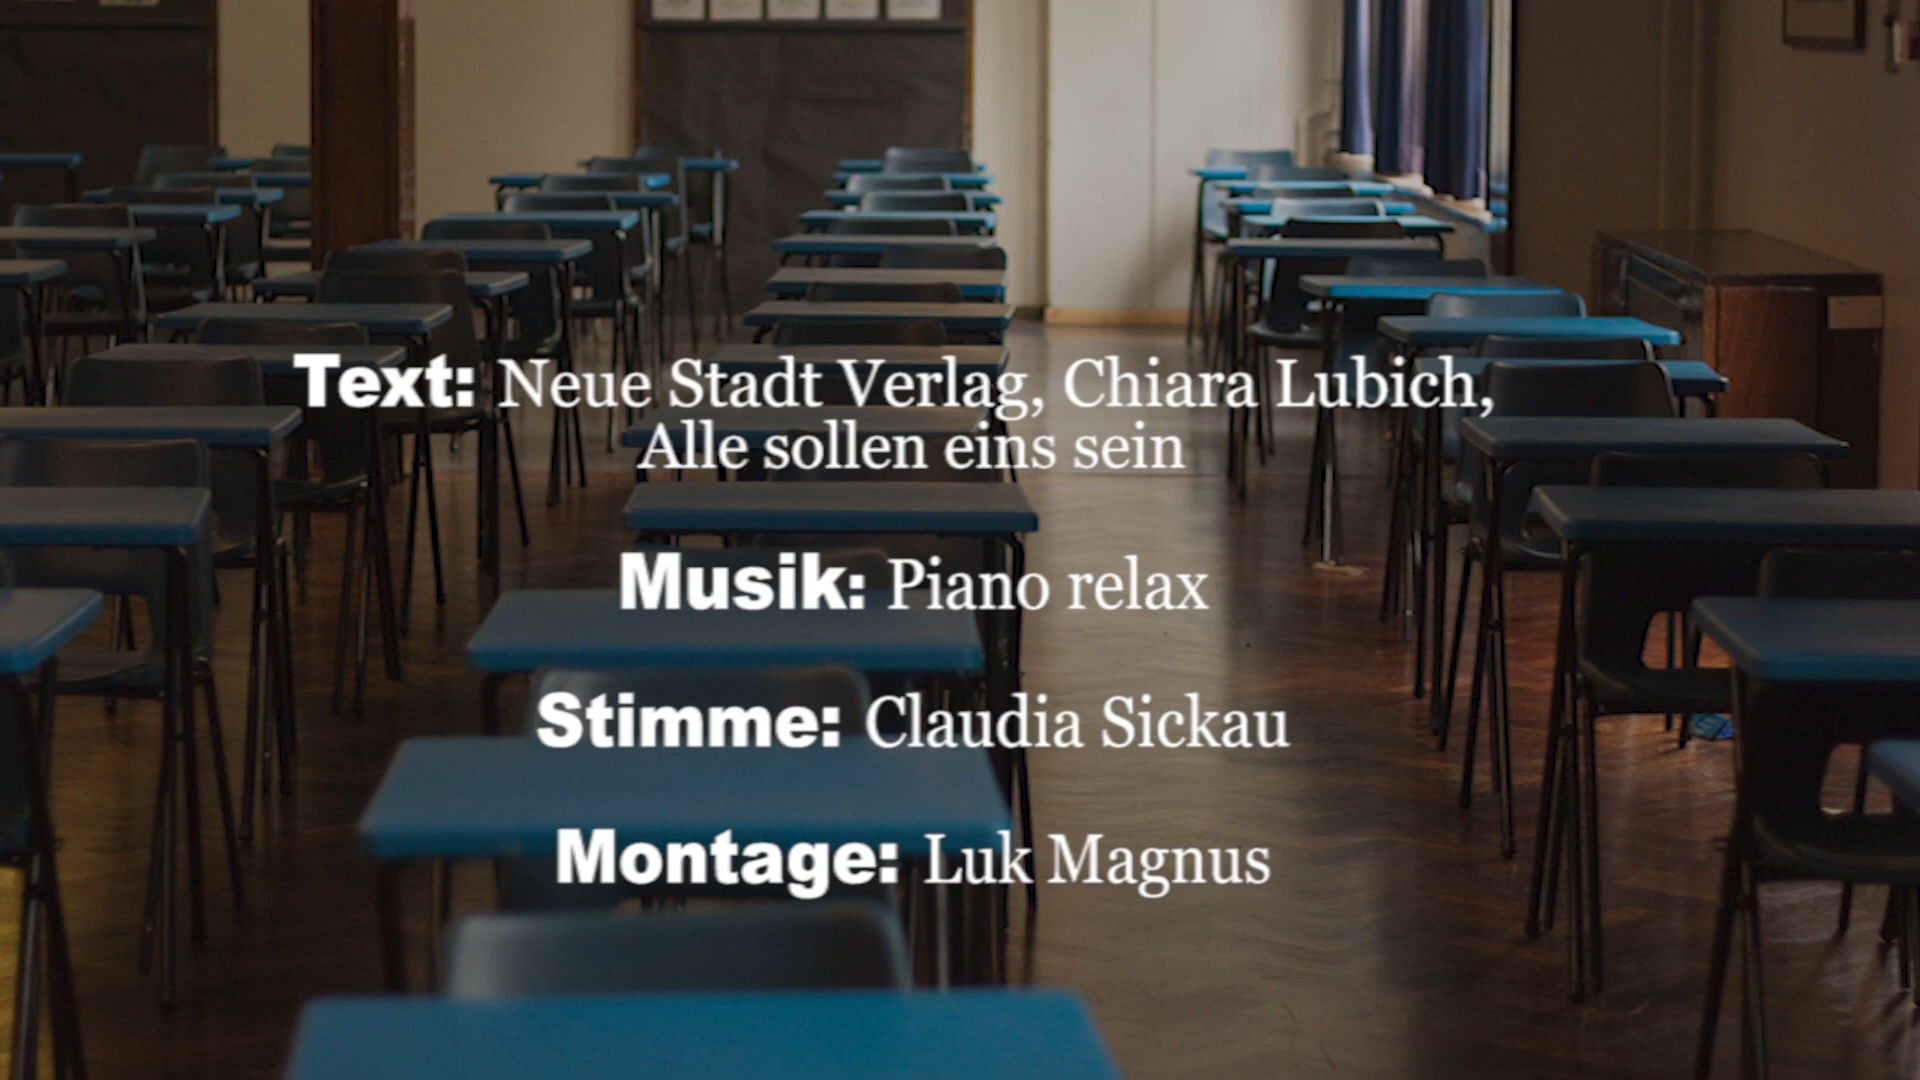 Text: Neue Stadt Verlag, Chiara Lubich,
Alle sollen eins sein
Musik: Piano relax
Stimme: Claudia Sickau
Montage: Luk Magnus